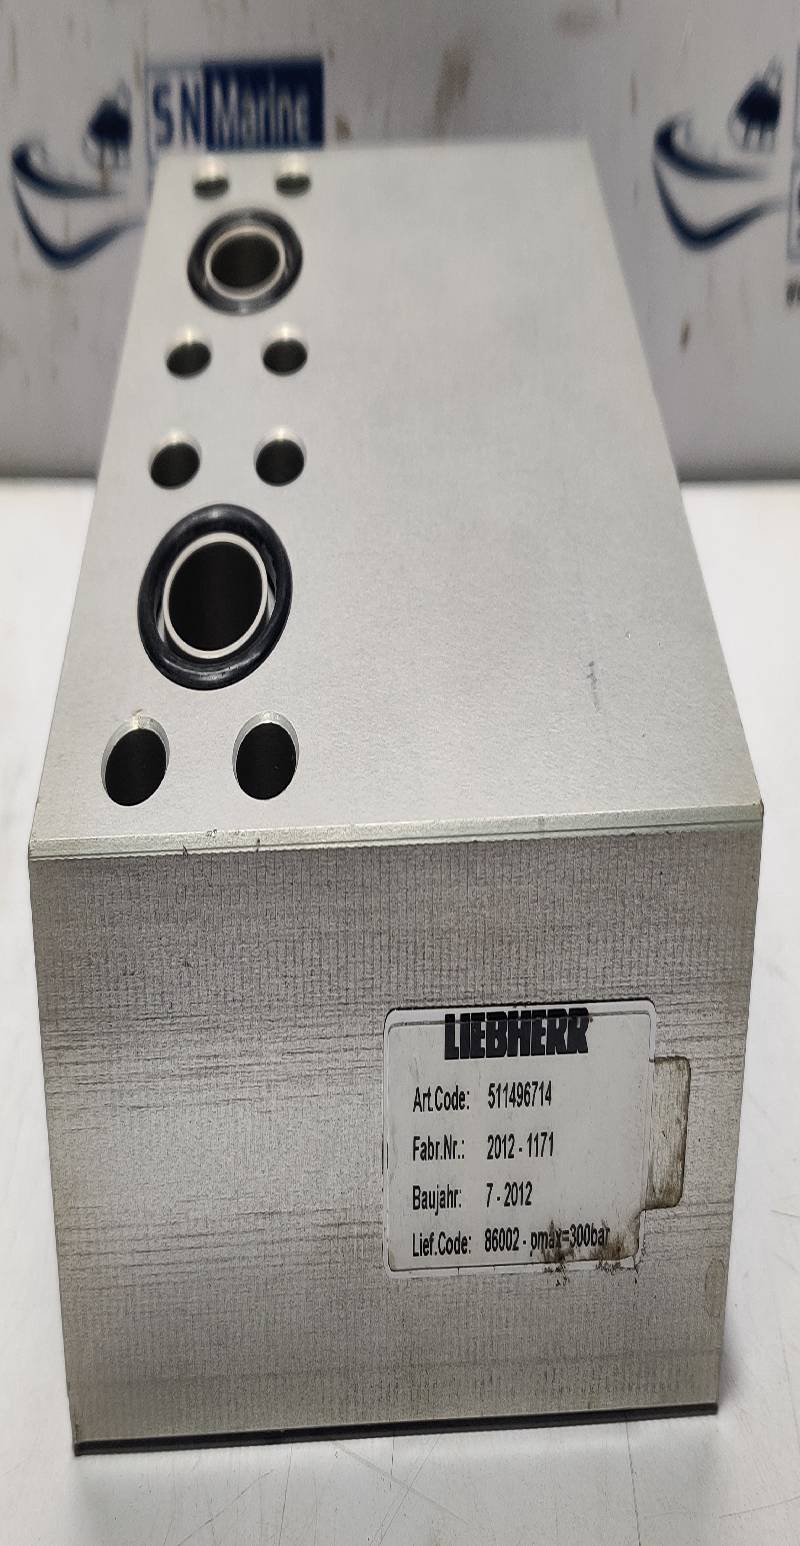 SN Marine
LIEBHERR
Art.Code: 511496714
Fabr.Nr.: 2012 - 1171
Baujahr: 7 - 2012
Lief.Code: 86002 - pmax=300bar